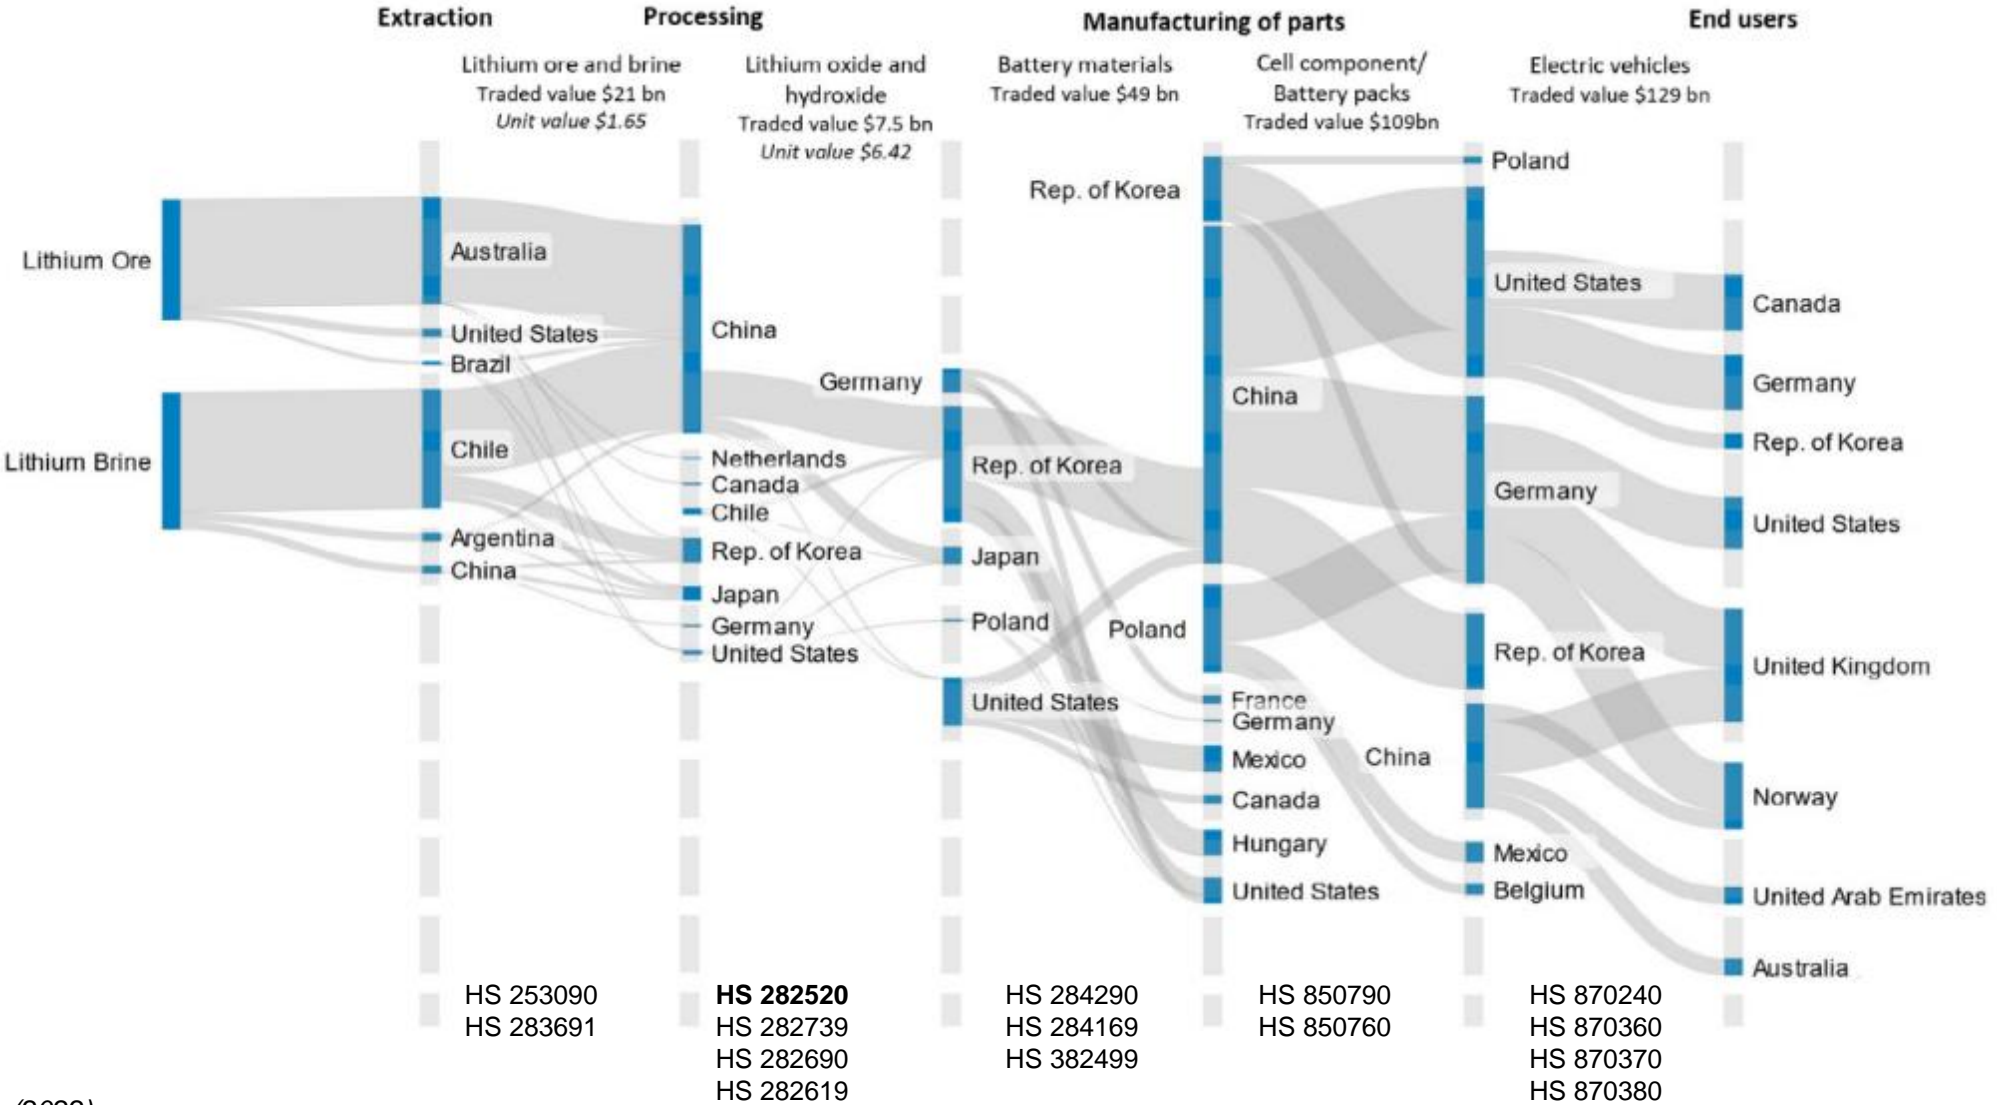 Extraction
Processing
Manufacturing of parts
End users
Lithium ore and brine
Traded value $21 bn
Unit value $1.65
Lithium oxide and
hydroxide
Traded value $7.5 bn
Unit value $6.42
Battery materials
Traded value $49 bn
Cell component/
Battery packs
Traded value $109bn
Electric vehicles
Traded value $129 bn
Lithium Ore
Lithium Brine
Australia
United States
Brazil
Chile
Argentina
China
China
Netherlands
Canada
Chile
Rep. of Korea
Japan
Germany
United States
Germany
Rep. of Korea
Japan
Poland
United States
Rep. of Korea
China
Poland
France
Germany
Mexico
Canada
Hungary
United States
Poland
United States
Germany
Rep. of Korea
China
Mexico
Belgium
Canada
Germany
Rep. of Korea
United States
United Kingdom
Norway
United Arab Emirates
Australia
HS 253090
HS 283691
HS 282520
HS 282739
HS 282690
HS 282619
HS 284290
HS 284169
HS 382499
HS 850790
HS 850760
HS 870240
HS 870360
HS 870370
HS 870380